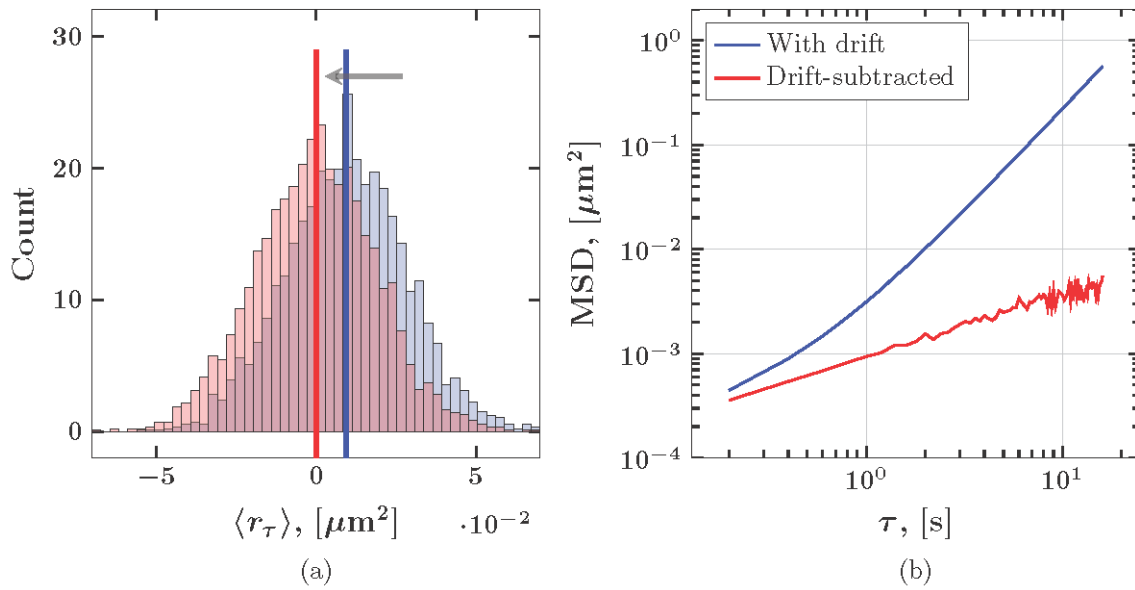 30
20
10
0
Count
−5
0
5
⟨r_τ⟩, [μm²]
·10⁻²
(a)
With drift
Drift-subtracted
10⁰
10⁻¹
10⁻²
10⁻³
10⁻⁴
MSD, [μm²]
10⁰
10¹
τ, [s]
(b)